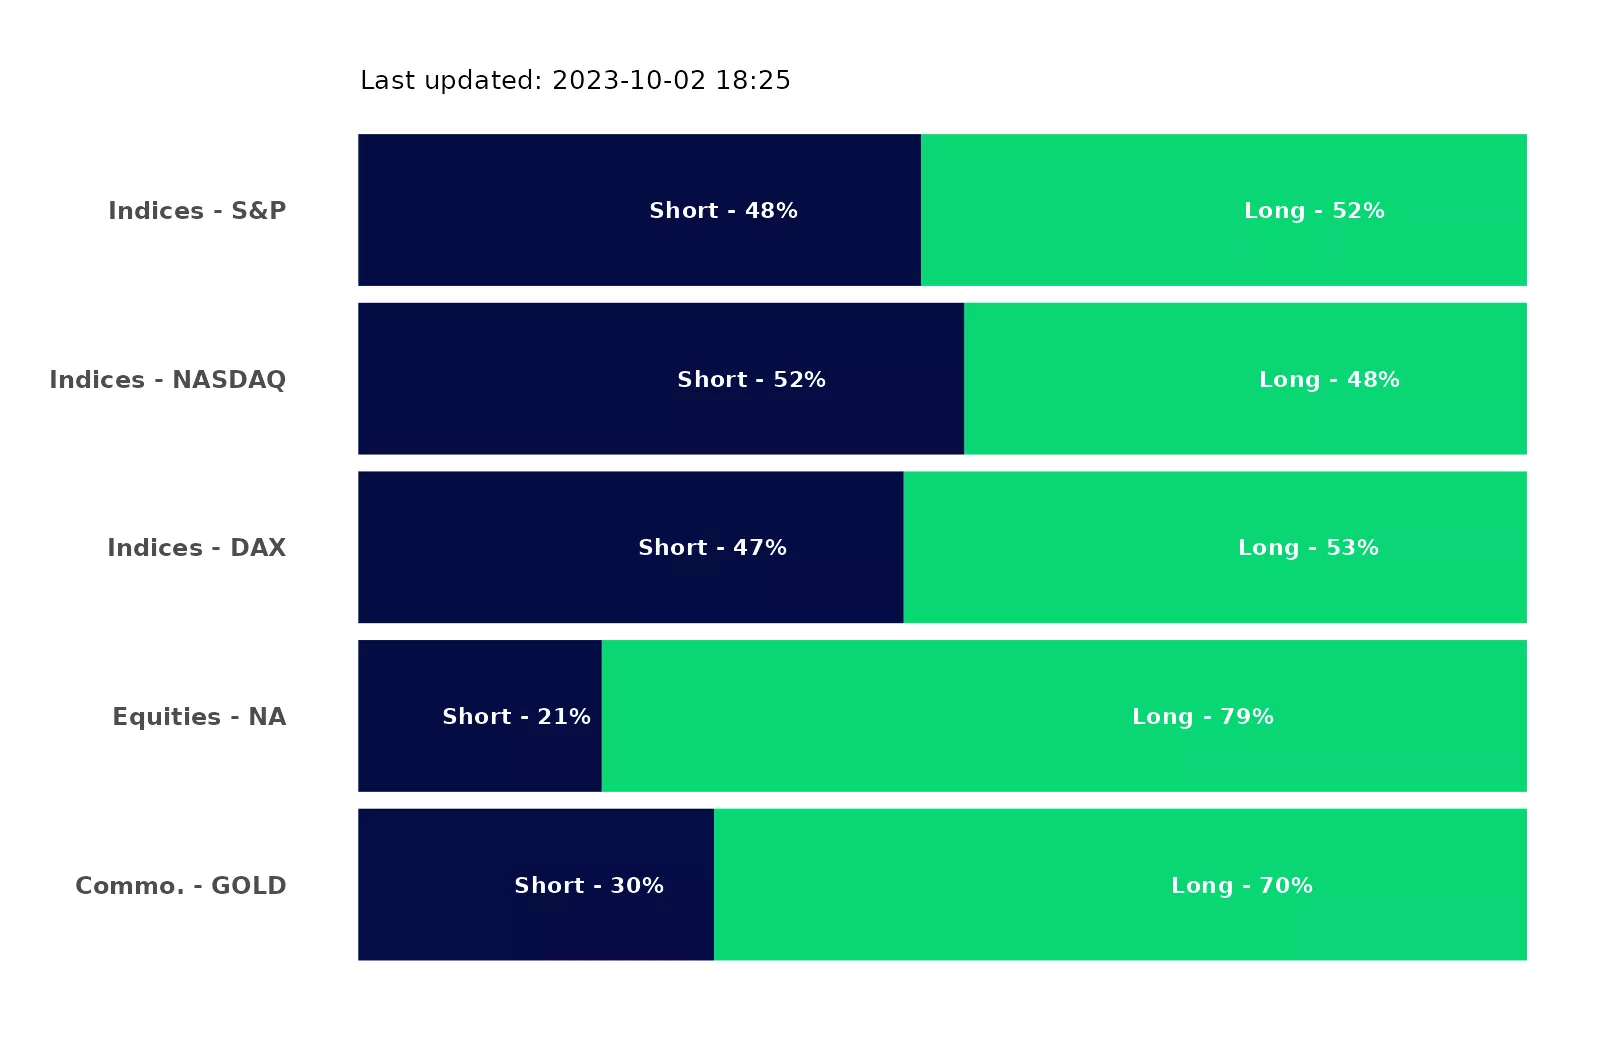 Last updated: 2023-10-02 18:25
Indices - S&P Short - 48% Long - 52%
Indices - NASDAQ Short - 52% Long - 48%
Indices - DAX Short - 47% Long - 53%
Equities - NA Short - 21% Long - 79%
Commo. - GOLD Short - 30% Long - 70%